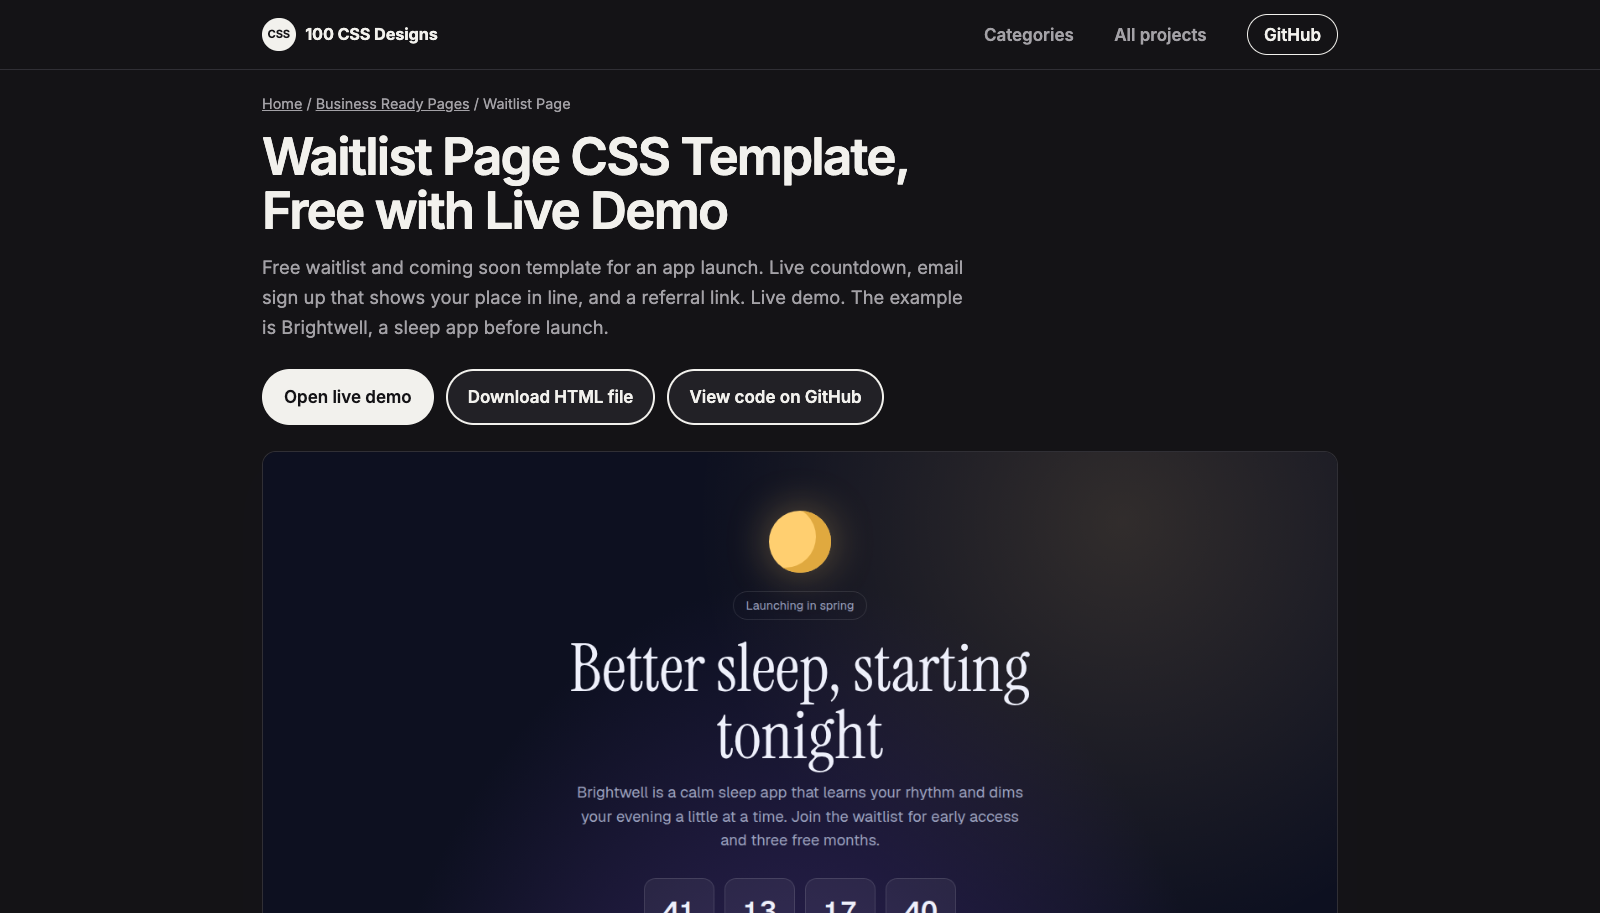 CSS 100 CSS Designs
Categories
All projects
GitHub
Home / Business Ready Pages / Waitlist Page
Waitlist Page CSS Template,
Free with Live Demo
Free waitlist and coming soon template for an app launch. Live countdown, email
sign up that shows your place in line, and a referral link. Live demo. The example
is Brightwell, a sleep app before launch.
Open live demo
Download HTML file
View code on GitHub
Launching in spring
Better sleep, starting
tonight
Brightwell is a calm sleep app that learns your rhythm and dims
your evening a little at a time. Join the waitlist for early access
and three free months.
41 13 17 40